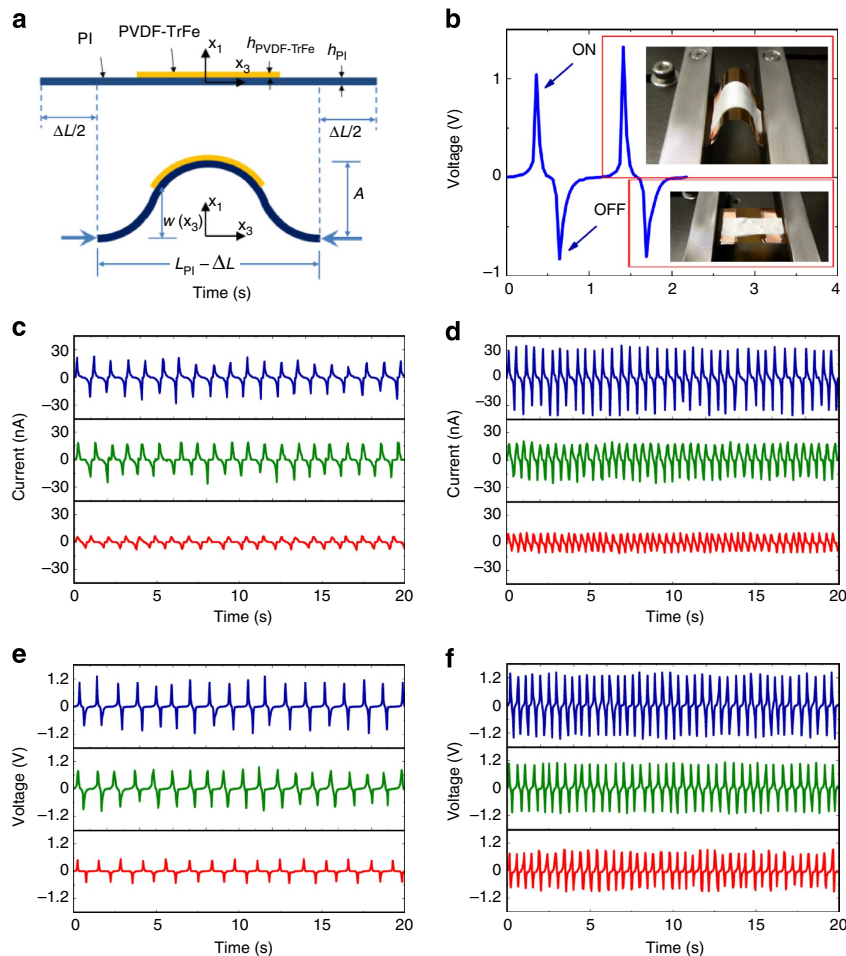 a
PI
PVDF-TrFe
x1
hPVDF-TrFe
hPI
x3
ΔL/2
ΔL/2
A
w (x3)
x1
x3
LPI – ΔL
Time (s)
b
Voltage (V)
1
0
–1
ON
OFF
0 1 2 3 4
c
Current (nA)
30
0
–30
30
0
–30
30
0
–30
0 5 10 15 20
Time (s)
d
Current (nA)
30
0
–30
30
0
–30
30
0
–30
0 5 10 15 20
Time (s)
e
Voltage (V)
1.2
0
–1.2
1.2
0
–1.2
1.2
0
–1.2
0 5 10 15 20
Time (s)
f
Voltage (V)
1.2
0
–1.2
1.2
0
–1.2
1.2
0
–1.2
0 5 10 15 20
Time (s)